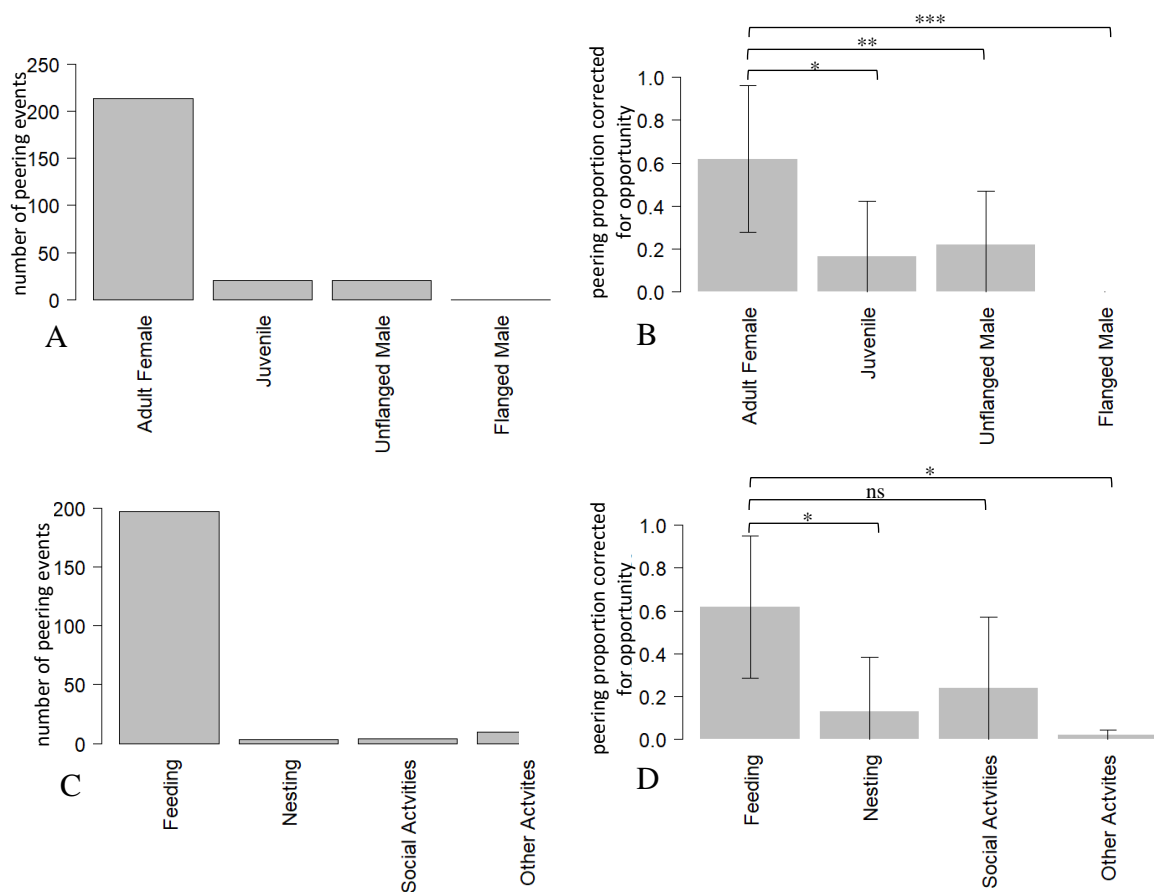 number of peering events
250
200
150
100
50
0
Adult Female
Juvenile
Unflanged Male
Flanged Male
A
***
**
*
peering proportion corrected
for opportunity
1.0
0.8
0.6
0.4
0.2
0.0
Adult Female
Juvenile
Unflanged Male
Flanged Male
B
number of peering events
200
150
100
50
0
Feeding
Nesting
Social Actvities
Other Actvites
C
*
ns
*
peering proportion corrected
for opportunity
1.0
0.8
0.6
0.4
0.2
0.0
Feeding
Nesting
Social Actvities
Other Actvites
D